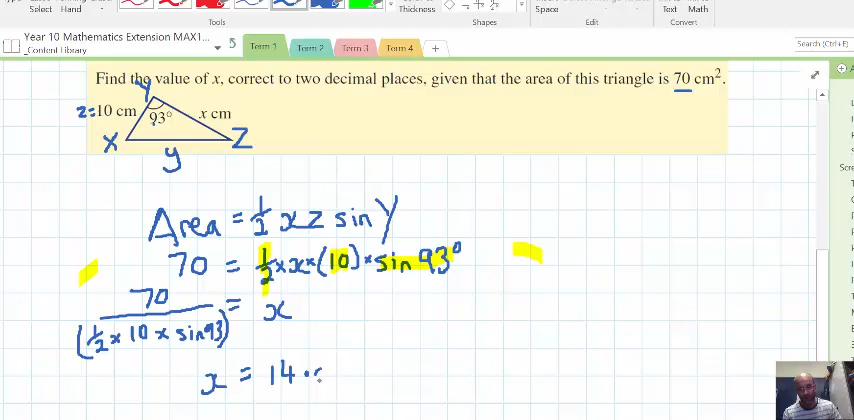 Hand Select Tools Thickness Shapes Space Edit Text Math Convert
Year 10 Mathematics Extension MAX1...
_Content Library
Term 1 Term 2 Term 3 Term 4 +
Search (Ctrl+E)
Find the value of x, correct to two decimal places, given that the area of this triangle is 70 cm².
Y
z= 10 cm 93° x cm
X Z
y
Area = 1/2 xz sin Y
70 = 1/2 × x × (10) × sin 93°
70/(1/2 × 10 × sin 93) = x
x = 14.